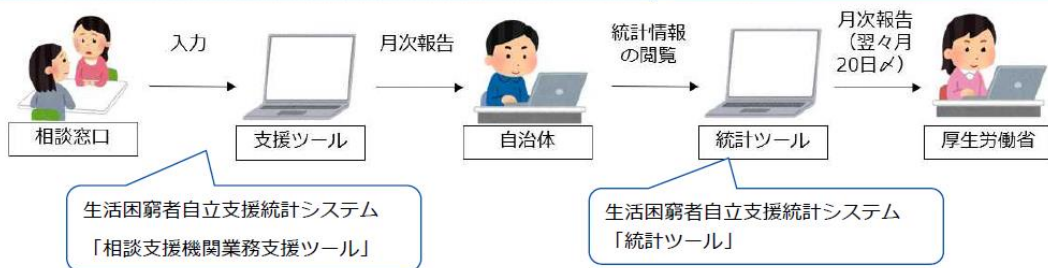 入力
月次報告
統計情報
の閲覧
月次報告
（翌々月
20日〆）
相談窓口
支援ツール
自治体
統計ツール
厚生労働省
生活困窮者自立支援統計システム
「相談支援機関業務支援ツール」
生活困窮者自立支援統計システム
「統計ツール」